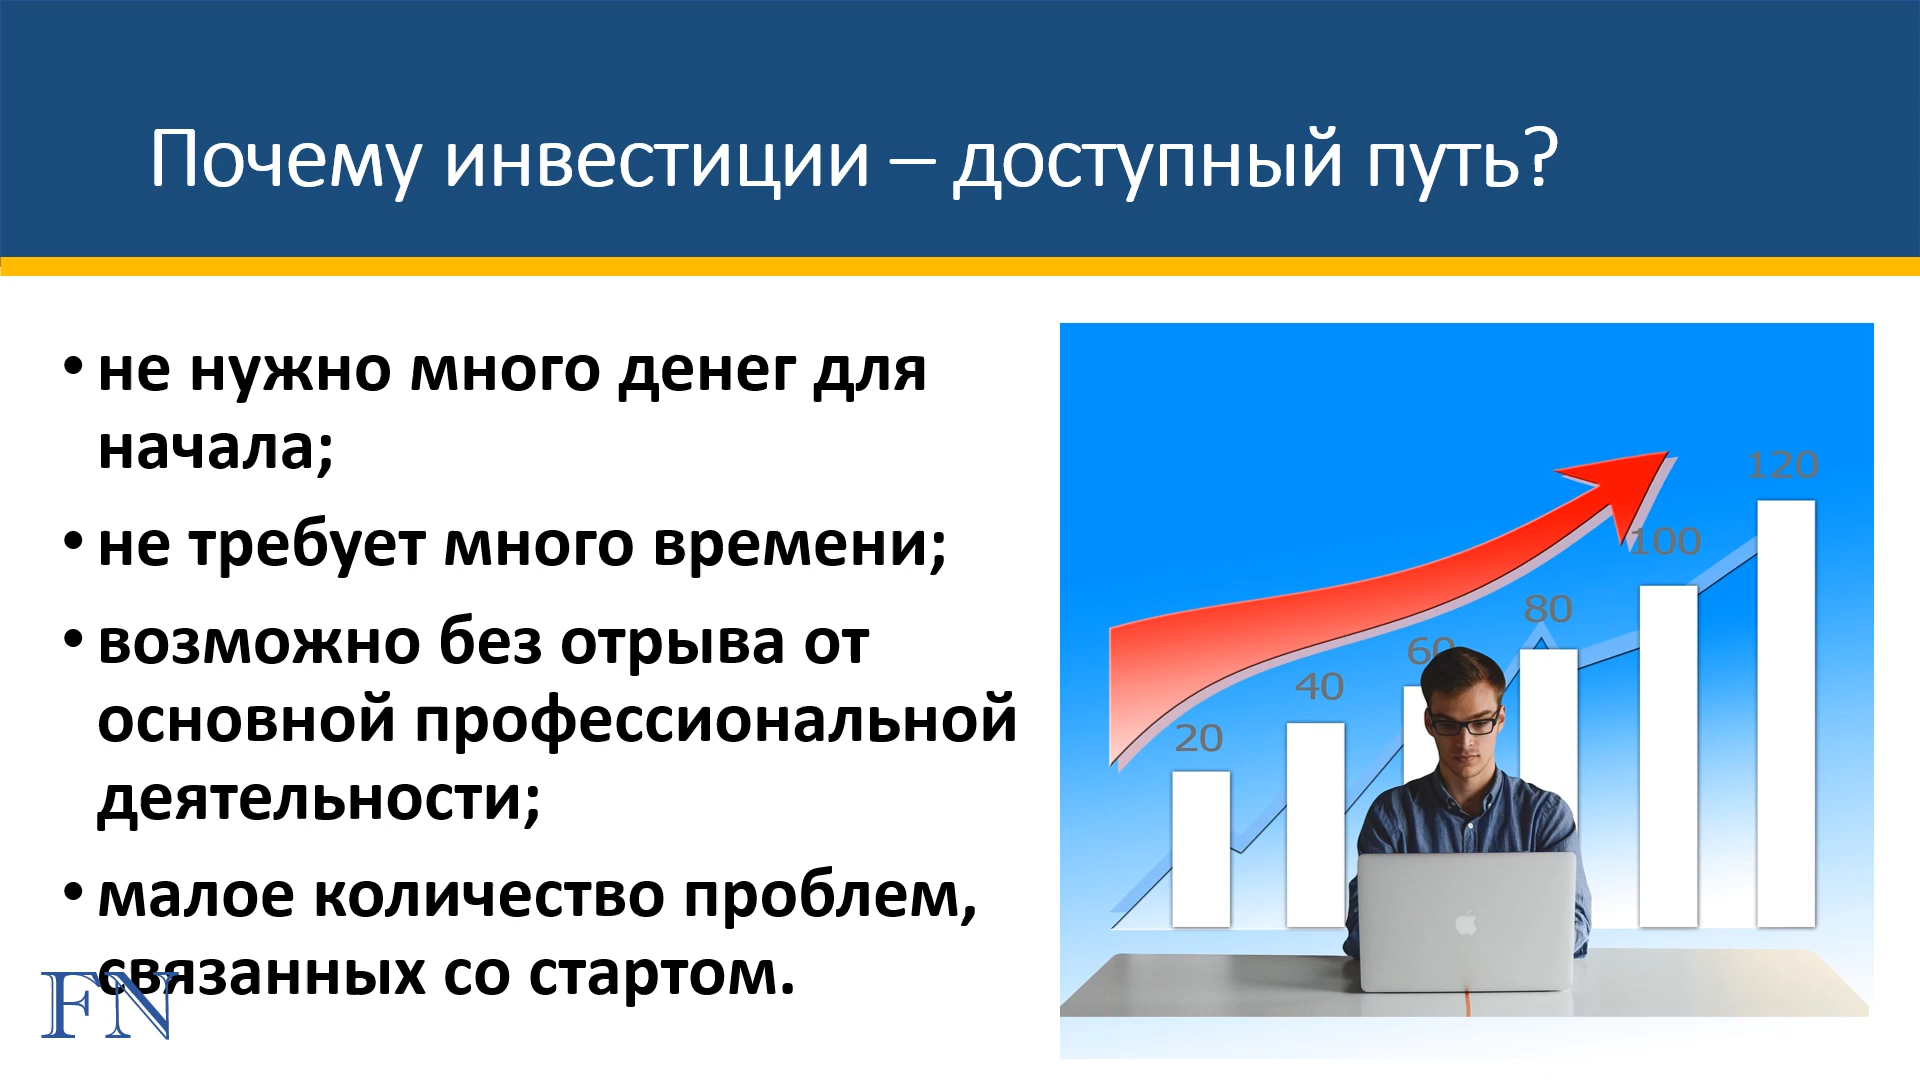 Почему инвестиции – доступный путь?
• не нужно много денег для
начала;
• не требует много времени;
• возможно без отрыва от
основной профессиональной
деятельности;
• малое количество проблем,
связанных со стартом.
FN
20
40
60
80
100
120